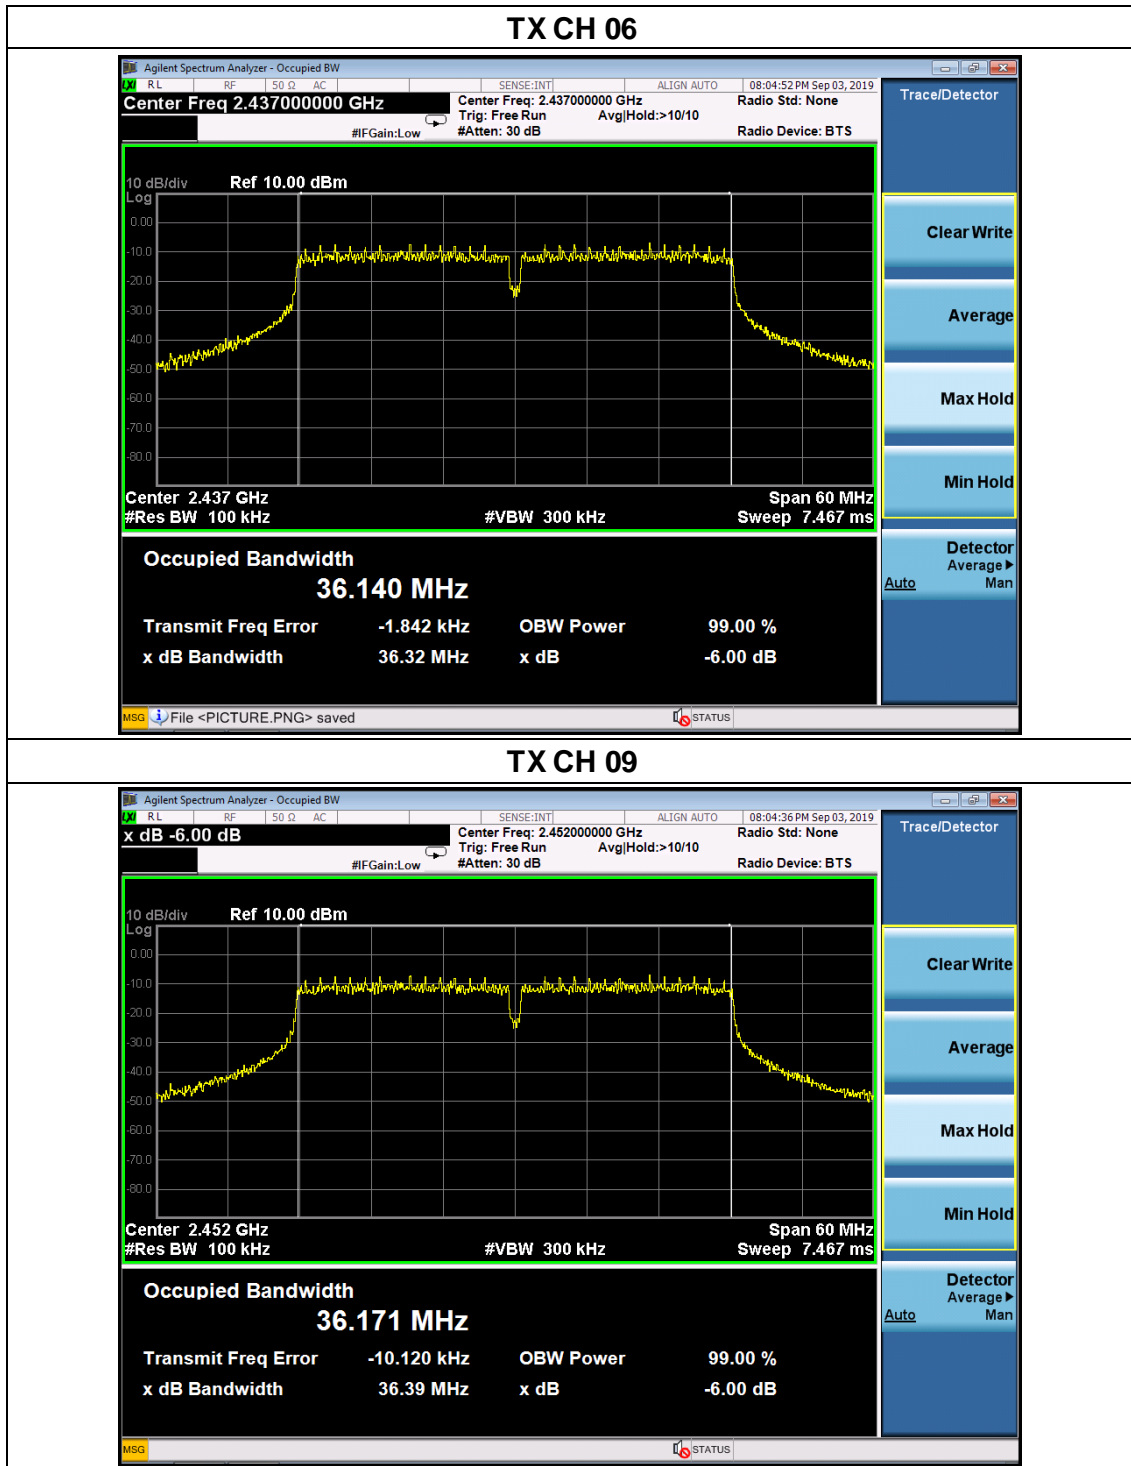 TX CH 06
Agilent Spectrum Analyzer - Occupied BW
LXI RL RF 50 Ω AC SENSE:INT ALIGN AUTO 08:04:52 PM Sep 03, 2019
Center Freq 2.437000000 GHz
Center Freq: 2.437000000 GHz
Radio Std: None
Trig: Free Run Avg|Hold:>10/10
#IFGain:Low #Atten: 30 dB
Radio Device: BTS
10 dB/div Ref 10.00 dBm
Log
0.00
-10.0
-20.0
-30.0
-40.0
-50.0
-60.0
-70.0
-80.0
Center 2.437 GHz Span 60 MHz
#Res BW 100 kHz #VBW 300 kHz Sweep 7.467 ms
Occupied Bandwidth
36.140 MHz
Transmit Freq Error -1.842 kHz OBW Power 99.00 %
x dB Bandwidth 36.32 MHz x dB -6.00 dB
Trace/Detector
Clear Write
Average
Max Hold
Min Hold
Detector
Average
Auto Man
MSG File <PICTURE.PNG> saved STATUS
TX CH 09
Agilent Spectrum Analyzer - Occupied BW
LXI RL RF 50 Ω AC SENSE:INT ALIGN AUTO 08:04:36 PM Sep 03, 2019
x dB -6.00 dB
Center Freq: 2.452000000 GHz
Radio Std: None
Trig: Free Run Avg|Hold:>10/10
#IFGain:Low #Atten: 30 dB
Radio Device: BTS
10 dB/div Ref 10.00 dBm
Log
0.00
-10.0
-20.0
-30.0
-40.0
-50.0
-60.0
-70.0
-80.0
Center 2.452 GHz Span 60 MHz
#Res BW 100 kHz #VBW 300 kHz Sweep 7.467 ms
Occupied Bandwidth
36.171 MHz
Transmit Freq Error -10.120 kHz OBW Power 99.00 %
x dB Bandwidth 36.39 MHz x dB -6.00 dB
Trace/Detector
Clear Write
Average
Max Hold
Min Hold
Detector
Average
Auto Man
MSG STATUS